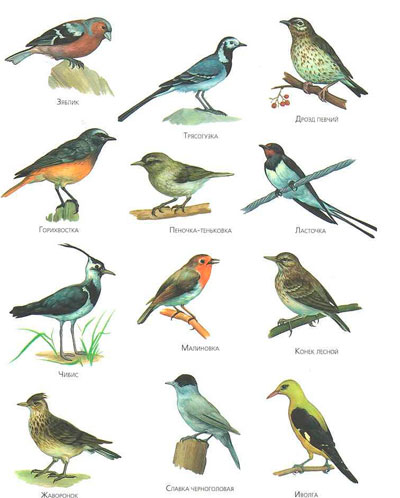 Зяблик
Трясогузка
Дрозд певчий
Горихвостка
Пеночка-теньковка
Ласточка
Чибис
Малиновка
Конек лесной
Жаворонок
Славка черноголовая
Иволга